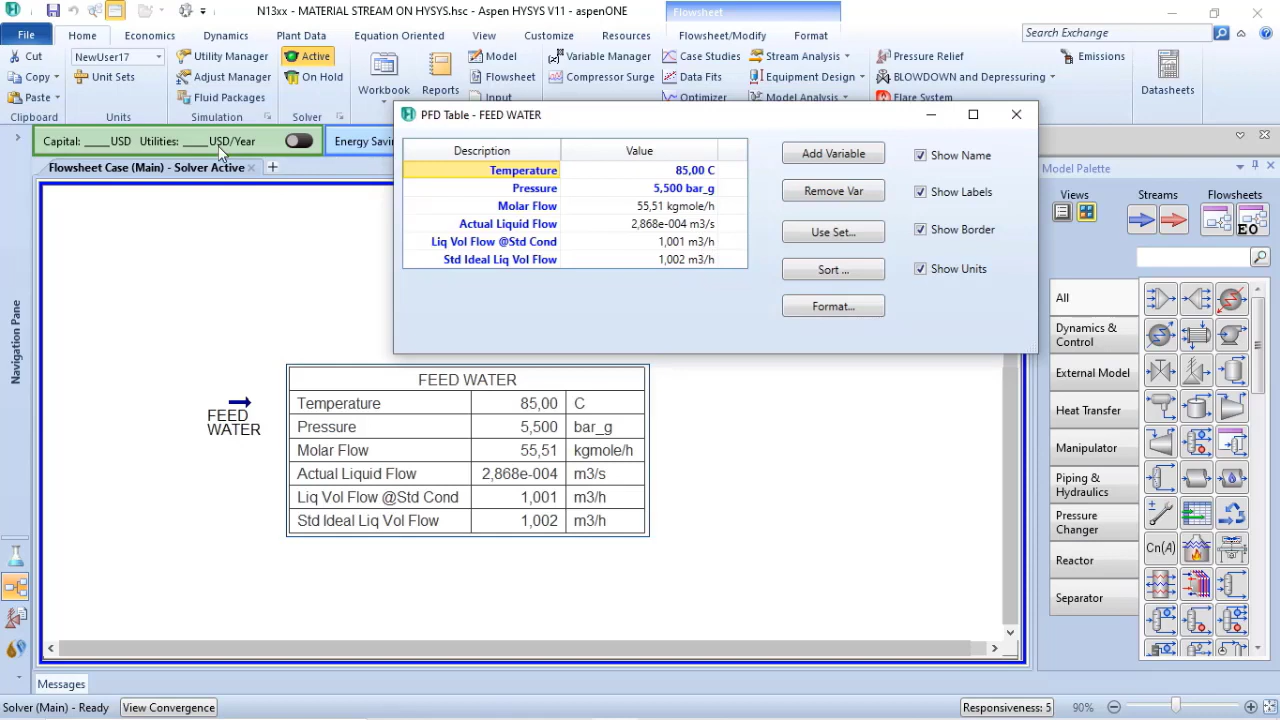 N13xx - MATERIAL STREAM ON HYSYS.hsc - Aspen HYSYS V11 - aspenONE
Flowsheet
File Home Economics Dynamics Plant Data Equation Oriented View Customize Resources Flowsheet/Modify Format
Search Exchange
Cut
Copy
Paste
Clipboard
NewUser17
Unit Sets
Units
Utility Manager
Adjust Manager
Fluid Packages
Simulation
Active
On Hold
Solver
Workbook
Reports
Model
Flowsheet
Input
Variable Manager
Compressor Surge
Case Studies
Data Fits
Optimizer
Stream Analysis
Equipment Design
Model Analysis
Pressure Relief
BLOWDOWN and Depressuring
Flare System
Emissions
Datasheets
Capital: ____USD Utilities: ____USD/Year
Energy Savi
Flowsheet Case (Main) - Solver Active
PFD Table - FEED WATER
Description Value
Temperature 85,00 C
Pressure 5,500 bar_g
Molar Flow 55,51 kgmole/h
Actual Liquid Flow 2,868e-004 m3/s
Liq Vol Flow @Std Cond 1,001 m3/h
Std Ideal Liq Vol Flow 1,002 m3/h
Add Variable
Remove Var
Use Set...
Sort ...
Format...
Show Name
Show Labels
Show Border
Show Units
Navigation Pane
FEED
WATER
FEED WATER
Temperature 85,00 C
Pressure 5,500 bar_g
Molar Flow 55,51 kgmole/h
Actual Liquid Flow 2,868e-004 m3/s
Liq Vol Flow @Std Cond 1,001 m3/h
Std Ideal Liq Vol Flow 1,002 m3/h
Model Palette
Views Streams Flowsheets
EO
All
Dynamics &
Control
External Model
Heat Transfer
Manipulator
Piping &
Hydraulics
Pressure
Changer
Reactor
Separator
Cn(A)
Messages
Solver (Main) - Ready
View Convergence
Responsiveness: 5
90%